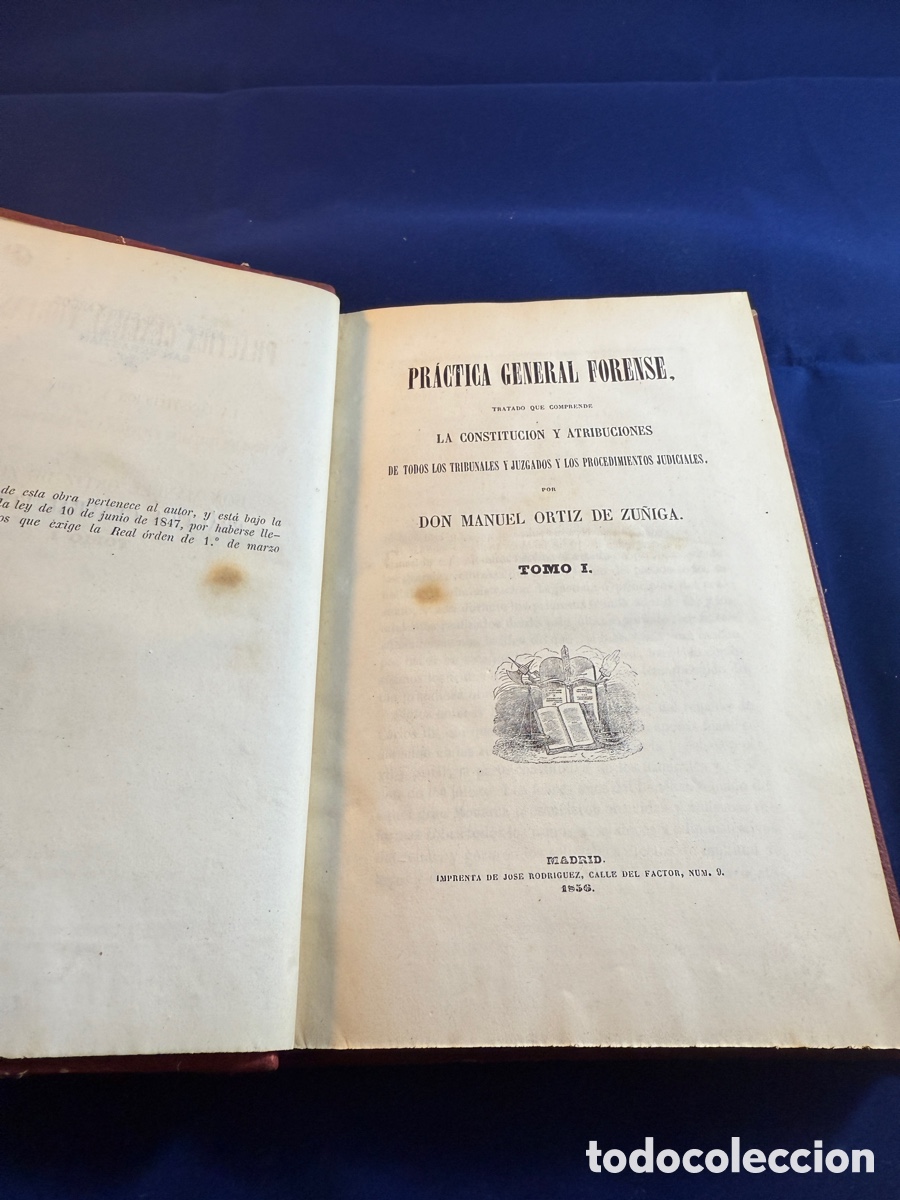 de esta obra pertenece al autor, y está bajo la
la ley de 10 de junio de 1847, por haberse lle-
os que exige la Real órden de 1.º de marzo
PRÁCTICA GENERAL FORENSE,
TRATADO QUE COMPRENDE
LA CONSTITUCION Y ATRIBUCIONES
DE TODOS LOS TRIBUNALES Y JUZGADOS Y LOS PROCEDIMIENTOS JUDICIALES,
POR
DON MANUEL ORTIZ DE ZUÑIGA.
TOMO I.
MADRID.
IMPRENTA DE JOSE RODRIGUEZ, CALLE DEL FACTOR, NUM. 9.
1856.
todocoleccion